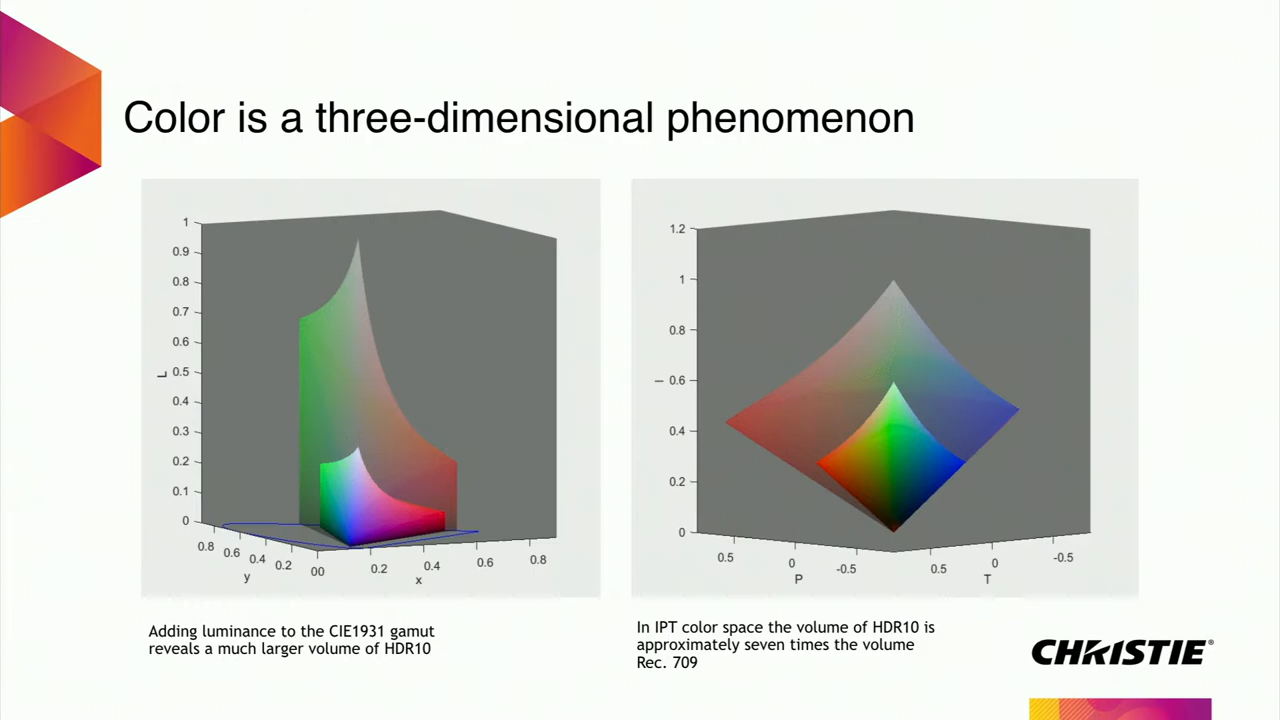 Color is a three-dimensional phenomenon
1
0.9
0.8
0.7
0.6
0.5
0.4
0.3
0.2
0.1
0
L
0.8
0.6
0.4
0.2
0
y
0
0.2
0.4
0.6
0.8
x
1.2
1
0.8
0.6
0.4
0.2
0
I
0.5
0
-0.5
P
0.5
0
-0.5
T
Adding luminance to the CIE1931 gamut
reveals a much larger volume of HDR10
In IPT color space the volume of HDR10 is
approximately seven times the volume
Rec. 709
CHRISTIE®